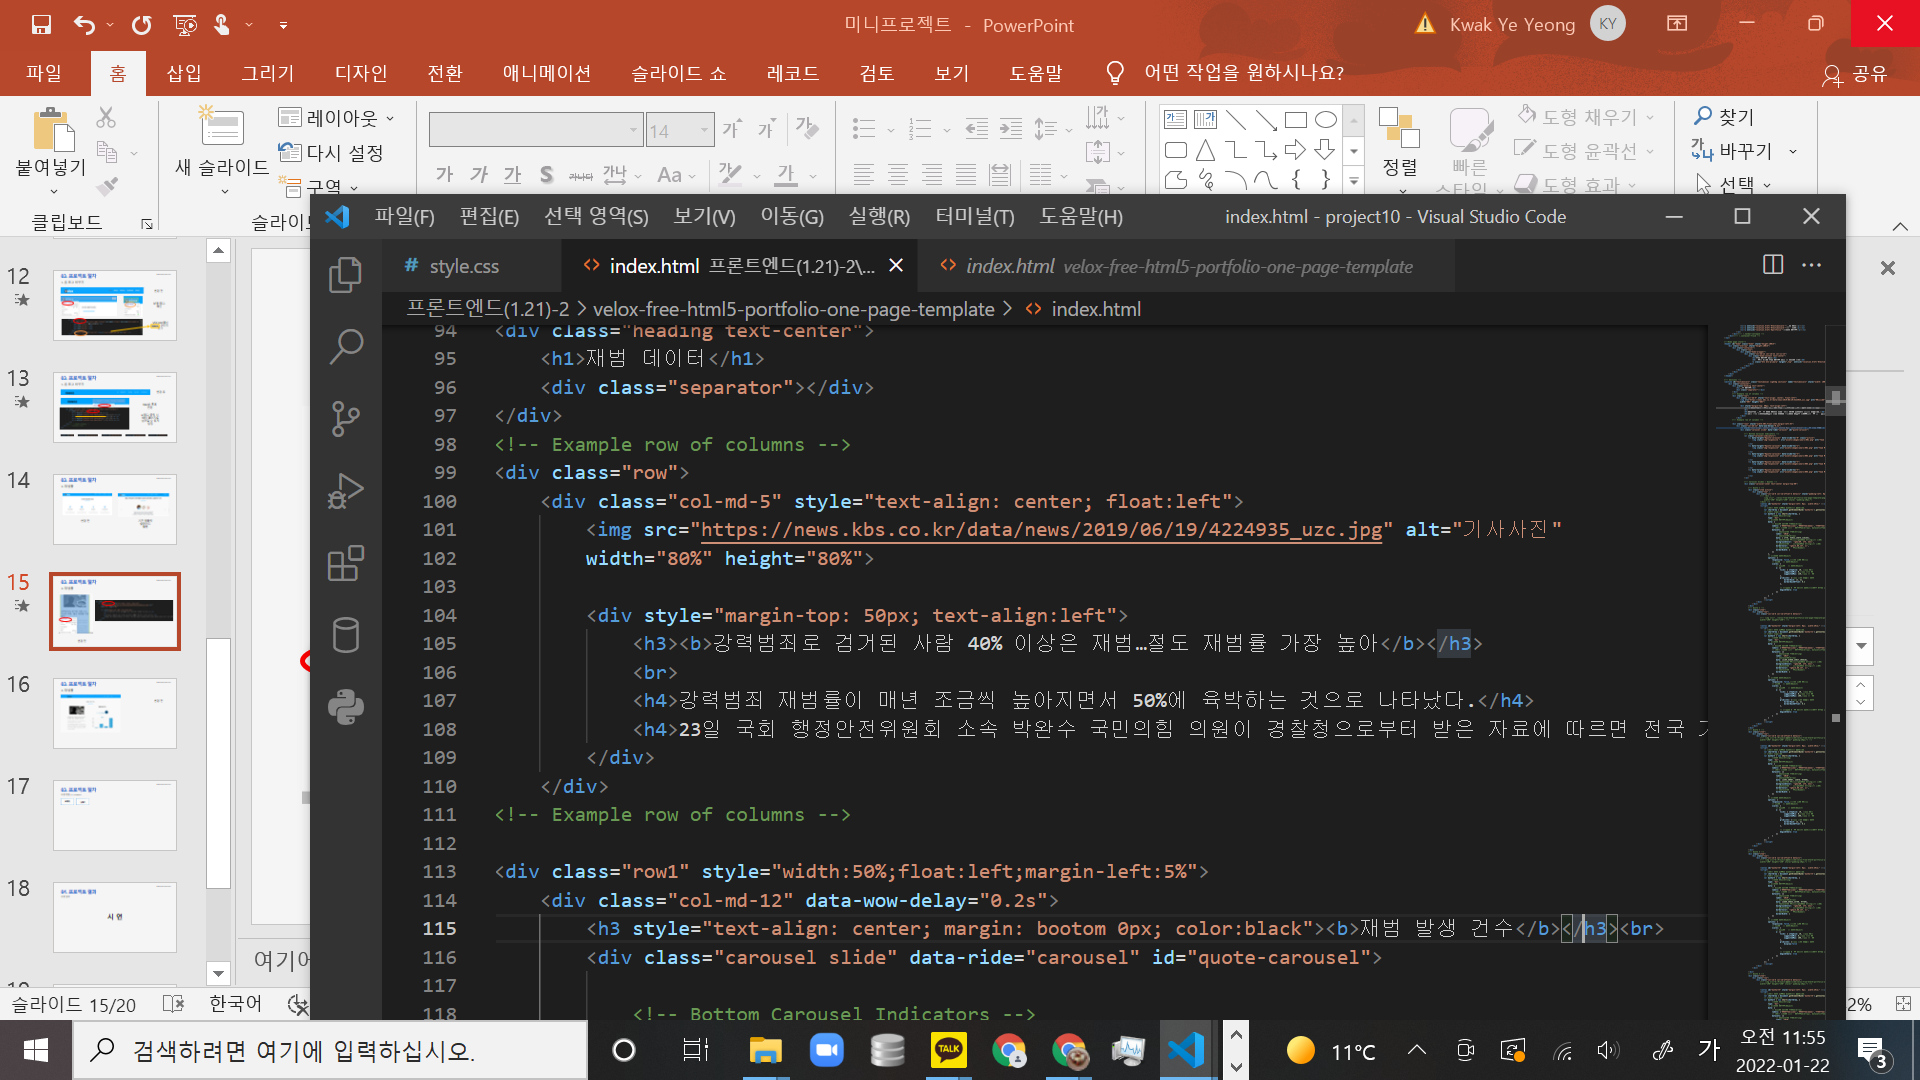 미니프로젝트 - PowerPoint
Kwak Ye Yeong
KY
파일
홈
삽입
그리기
디자인
전환
애니메이션
슬라이드 쇼
레코드
검토
보기
도움말
어떤 작업을 원하시나요?
공유
붙여넣기
클립보드
새 슬라이드
레이아웃
다시 설정
구역
14
정렬
빠른
스타일
도형 채우기
도형 윤곽선
도형 효과
찾기
바꾸기
선택
12
13
14
15
16
17
18
시연
파일(F)
편집(E)
선택 영역(S)
보기(V)
이동(G)
실행(R)
터미널(T)
도움말(H)
index.html - project10 - Visual Studio Code
# style.css
index.html 프론트엔드(1.21)-2\...
index.html velox-free-html5-portfolio-one-page-template
프론트엔드(1.21)-2 > velox-free-html5-portfolio-one-page-template > index.html
94 <div class="heading text-center">
95 <h1>재범 데이터</h1>
96 <div class="separator"></div>
97 </div>
98 <!-- Example row of columns -->
99 <div class="row">
100 <div class="col-md-5" style="text-align: center; float:left">
101 <img src="https://news.kbs.co.kr/data/news/2019/06/19/4224935_uzc.jpg" alt="기사사진"
102 width="80%" height="80%">
103
104 <div style="margin-top: 50px; text-align:left">
105 <h3><b>강력범죄로 검거된 사람 40% 이상은 재범…절도 재범률 가장 높아</b></h3>
106 <br>
107 <h4>강력범죄 재범률이 매년 조금씩 높아지면서 50%에 육박하는 것으로 나타났다.</h4>
108 <h4>23일 국회 행정안전위원회 소속 박완수 국민의힘 의원이 경찰청으로부터 받은 자료에 따르면 전국
109 </div>
110 </div>
111 <!-- Example row of columns -->
112
113 <div class="row1" style="width:50%;float:left;margin-left:5%">
114 <div class="col-md-12" data-wow-delay="0.2s">
115 <h3 style="text-align: center; margin: bootom 0px; color:black"><b>재범 발생 건수</b></h3><br>
116 <div class="carousel slide" data-ride="carousel" id="quote-carousel">
117
118 <!-- Bottom Carousel Indicators -->
여기에
슬라이드 15/20
한국어
2%
검색하려면 여기에 입력하십시오.
TALK
11°C
가
오전 11:55
2022-01-22
3